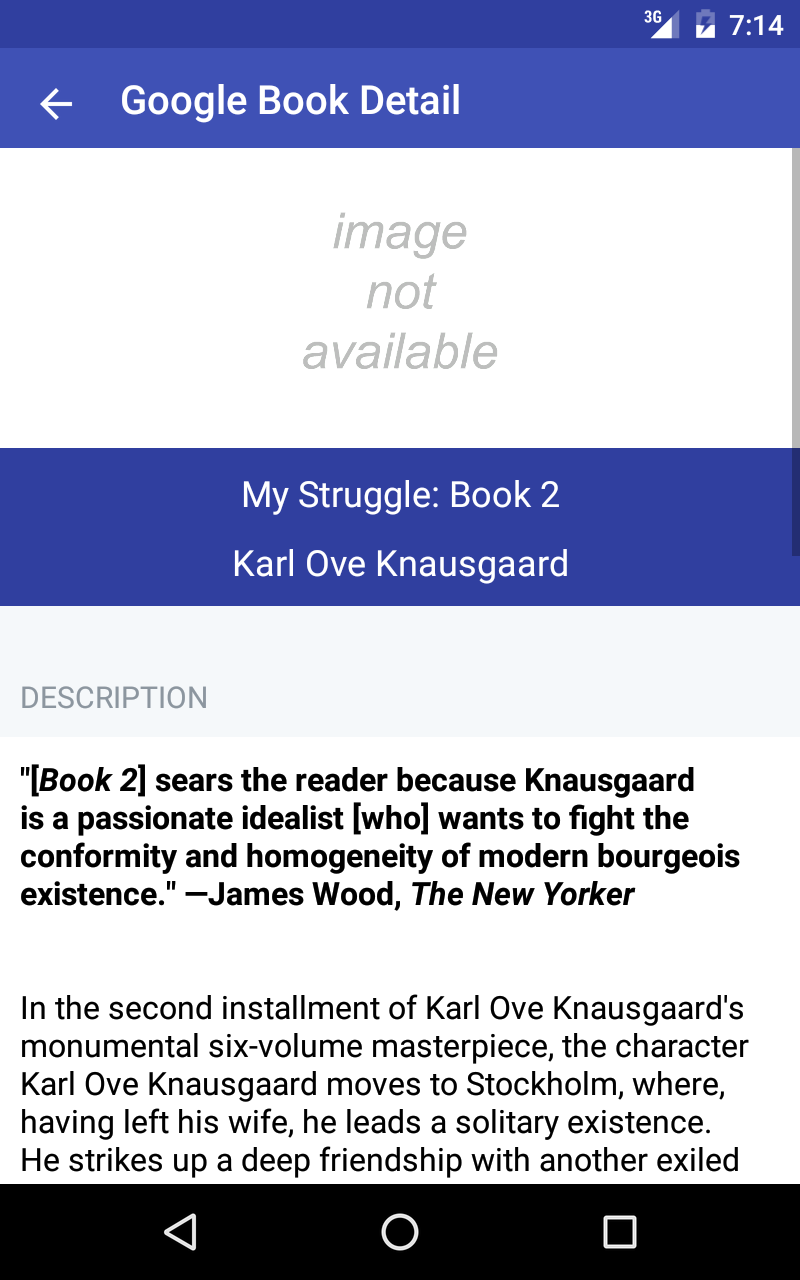 3G 7:14
Google Book Detail
image
not
available
My Struggle: Book 2
Karl Ove Knausgaard
DESCRIPTION
"[Book 2] sears the reader because Knausgaard
is a passionate idealist [who] wants to fight the
conformity and homogeneity of modern bourgeois
existence." —James Wood, The New Yorker
In the second installment of Karl Ove Knausgaard's
monumental six-volume masterpiece, the character
Karl Ove Knausgaard moves to Stockholm, where,
having left his wife, he leads a solitary existence.
He strikes up a deep friendship with another exiled